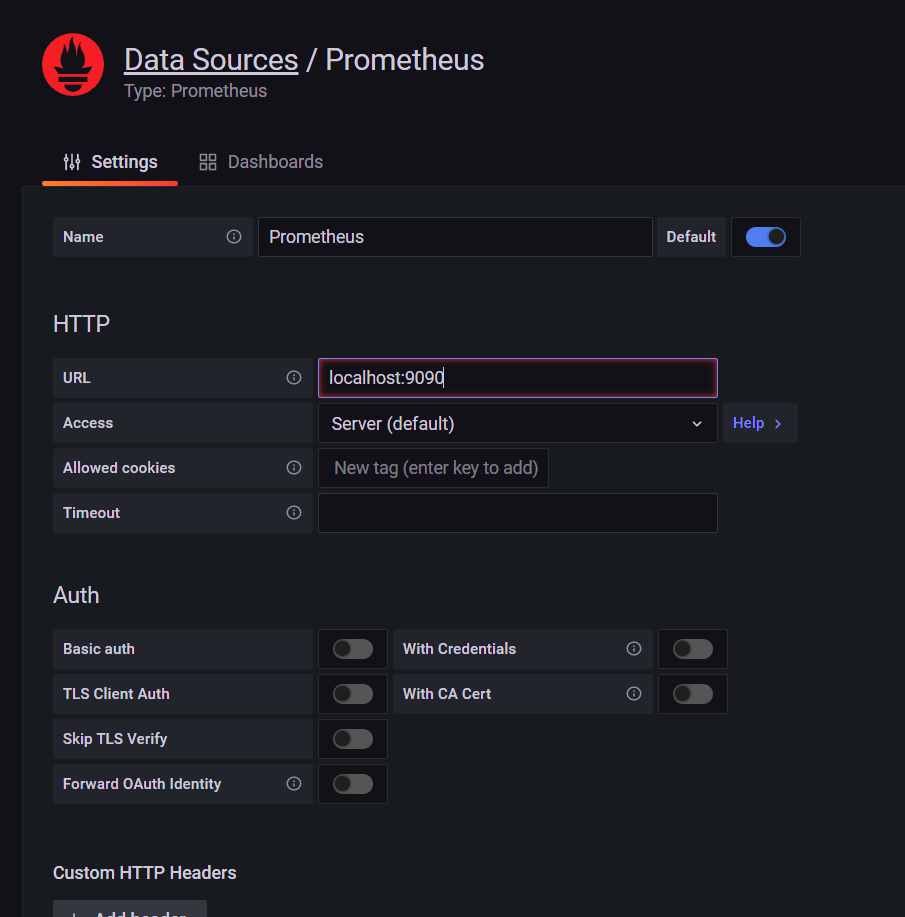 Data Sources / Prometheus
Type: Prometheus
Settings
Dashboards
Name
Prometheus
Default
HTTP
URL
localhost:9090
Access
Server (default)
Help
Allowed cookies
New tag (enter key to add)
Timeout
Auth
Basic auth
With Credentials
TLS Client Auth
With CA Cert
Skip TLS Verify
Forward OAuth Identity
Custom HTTP Headers
Add header